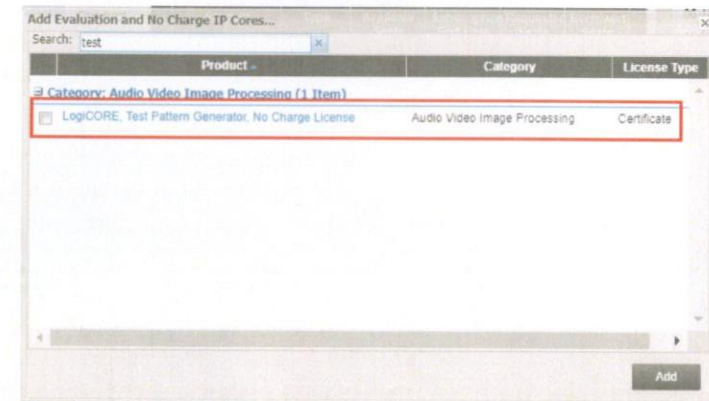 Add Evaluation and No Charge IP Cores...
Search: test
Product Category License Type
Category: Audio Video Image Processing (1 Item)
LogiCORE, Test Pattern Generator, No Charge License Audio Video Image Processing Certificate
Add